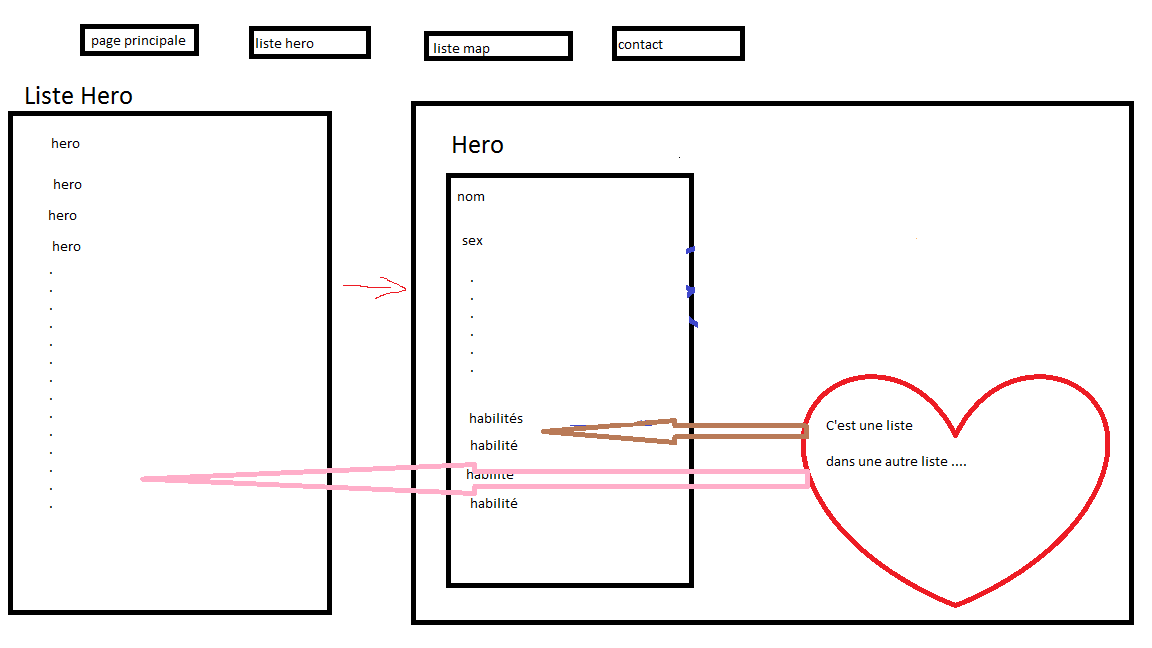 page principale
liste hero
liste map
contact
Liste Hero
hero
hero
hero
hero
Hero
nom
sex
habilités
habilité
habilité
habilité
C'est une liste
dans une autre liste ....